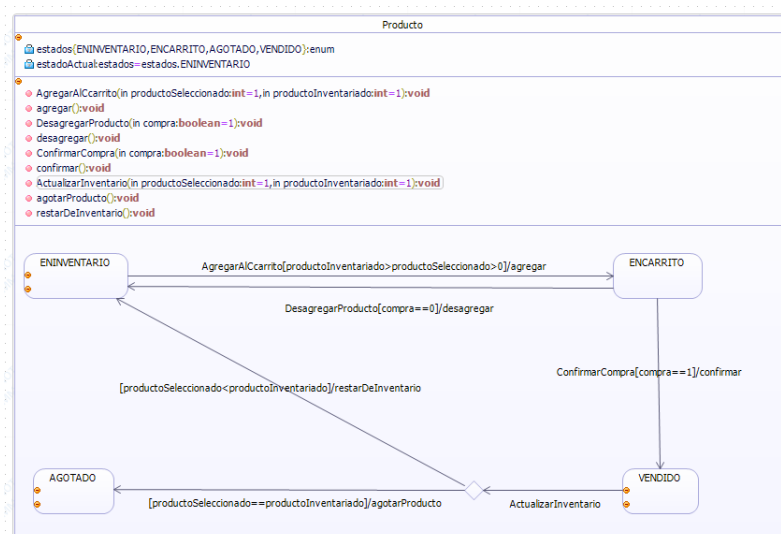 Producto
estados{ENINVENTARIO,ENCARRITO,AGOTADO,VENDIDO}:enum
estadoActual:estados=estados.ENINVENTARIO
AgregarAlCcarrito(in productoSeleccionado:int=1,in productoInventariado:int=1):void
agregar():void
DesagregarProducto(in compra:boolean=1):void
desagregar():void
ConfirmarCompra(in compra:boolean=1):void
confirmar():void
ActualizarInventario(in productoSeleccionado:int=1,in productoInventariado:int=1):void
agotarProducto():void
restarDeInventario():void
ENINVENTARIO
AgregarAlCcarrito[productoInventariado>productoSeleccionado>0]/agregar
ENCARRITO
DesagregarProducto[compra==0]/desagregar
ConfirmarCompra[compra==1]/confirmar
[productoSeleccionado<productoInventariado]/restarDeInventario
AGOTADO
VENDIDO
[productoSeleccionado==productoInventariado]/agotarProducto
ActualizarInventario